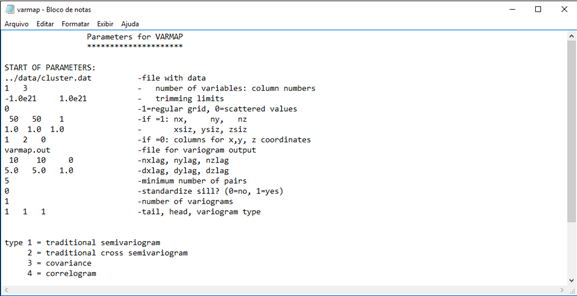 varmap - Bloco de notas
Arquivo Editar Formatar Exibir Ajuda
Parameters for VARMAP
*********************
START OF PARAMETERS:
../data/cluster.dat -file with data
1 3 - number of variables: column numbers
-1.0e21 1.0e21 - trimming limits
0 -1=regular grid, 0=scattered values
50 50 1 -if =1: nx, ny, nz
1.0 1.0 1.0 - xsiz, ysiz, zsiz
1 2 0 -if =0: columns for x,y, z coordinates
varmap.out -file for variogram output
10 10 0 -nxlag, nylag, nzlag
5.0 5.0 1.0 -dxlag, dylag, dzlag
5 -minimum number of pairs
0 -standardize sill? (0=no, 1=yes)
1 -number of variograms
1 1 1 -tail, head, variogram type
type 1 = traditional semivariogram
2 = traditional cross semivariogram
3 = covariance
4 = correlogram